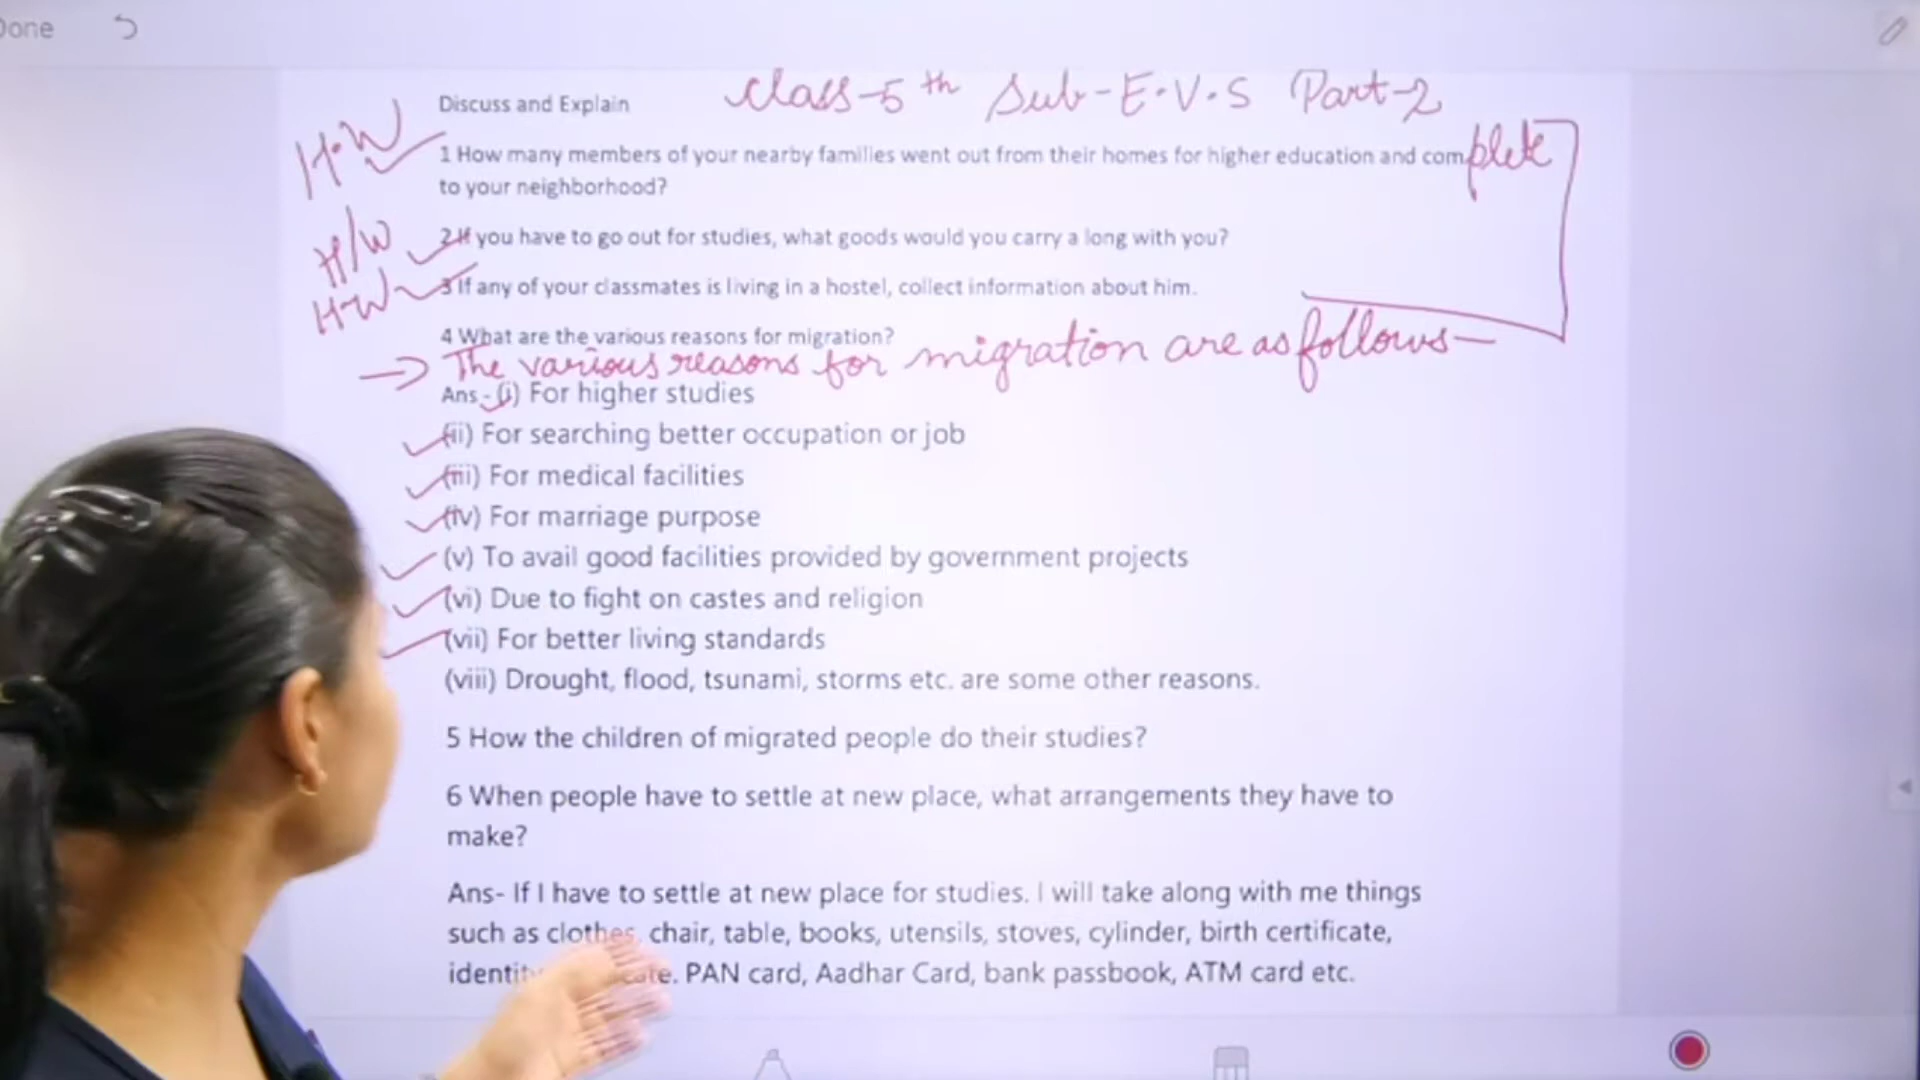 Done
Class-5th Sub-E.V.S Part-2
Discuss and Explain
H.W
1 How many members of your nearby families went out from their homes for higher education and complete
to your neighborhood?
H/W
2 If you have to go out for studies, what goods would you carry a long with you?
H-W
3 If any of your classmates is living in a hostel, collect information about him.
4 What are the various reasons for migration?
→ The various reasons for migration are as follows-
Ans - (i) For higher studies
(ii) For searching better occupation or job
(iii) For medical facilities
(iv) For marriage purpose
(v) To avail good facilities provided by government projects
(vi) Due to fight on castes and religion
(vii) For better living standards
(viii) Drought, flood, tsunami, storms etc. are some other reasons.
5 How the children of migrated people do their studies?
6 When people have to settle at new place, what arrangements they have to
make?
Ans- If I have to settle at new place for studies. I will take along with me things
such as clothes, chair, table, books, utensils, stoves, cylinder, birth certificate,
PAN card, Aadhar Card, bank passbook, ATM card etc.